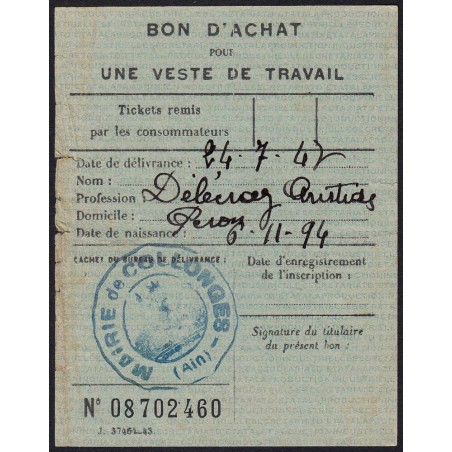 BON D'ACHAT
POUR
UNE VESTE DE TRAVAIL
Tickets remis
par les consommateurs
Date de délivrance : 24-7-42
Nom :
Profession
Domicile : Peron
Date de naissance : 6-11-94
CACHET DU BUREAU DE DÉLIVRANCE :
Date d'enregistrement
de l'inscription :
MAIRIE de COLLONGES - (Ain)
Signature du titulaire
du présent bon :
N° 08702460